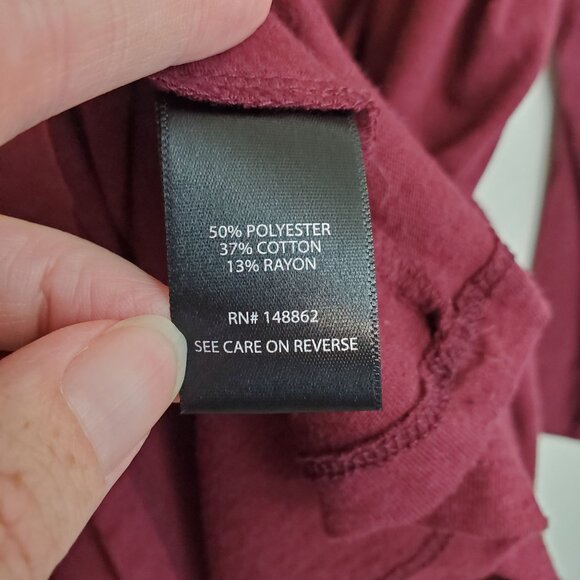 50% POLYESTER
37% COTTON
13% RAYON
RN# 148862
SEE CARE ON REVERSE